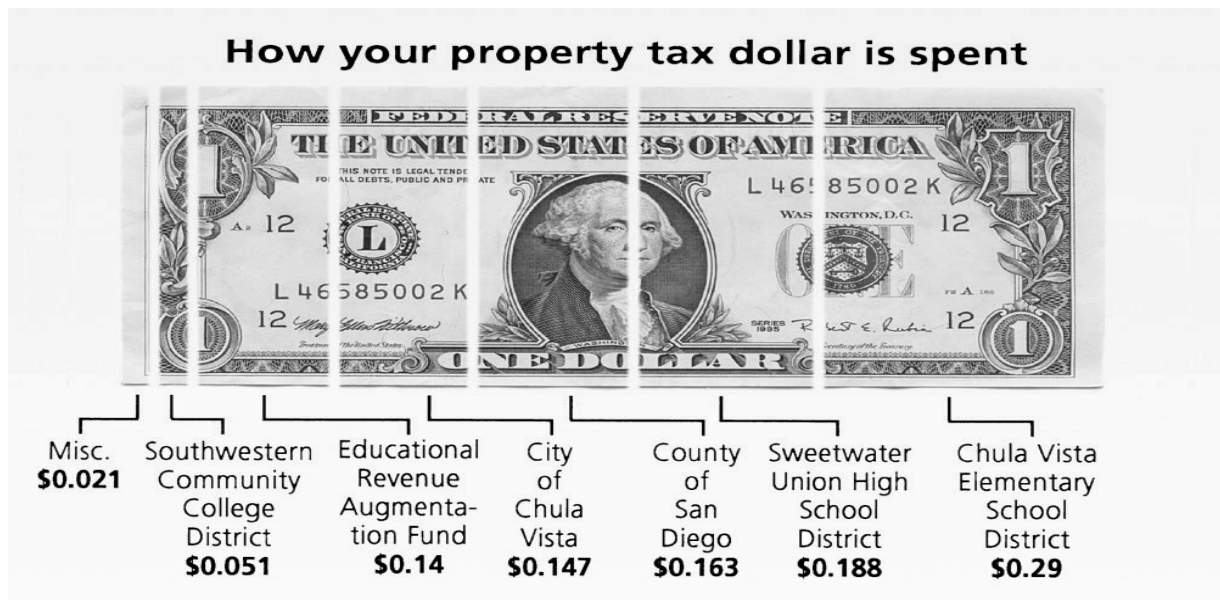 How your property tax dollar is spent
FEDERAL RESERVE NOTE
THE UNITED STATES OF AMERICA
THIS NOTE IS LEGAL TENDE
FOR ALL DEBTS, PUBLIC AND PRIVATE
L 46 85002 K
WASHINGTON, D.C.
1
1
12
12
L
L 46585002 K
12
12
SERIES
1995
1
1
WASHING
ONE DOLLAR
Misc.
$0.021
Southwestern
Community
College
District
$0.051
Educational
Revenue
Augmenta-
tion Fund
$0.14
City
of
Chula
Vista
$0.147
County
of
San
Diego
$0.163
Sweetwater
Union High
School
District
$0.188
Chula Vista
Elementary
School
District
$0.29